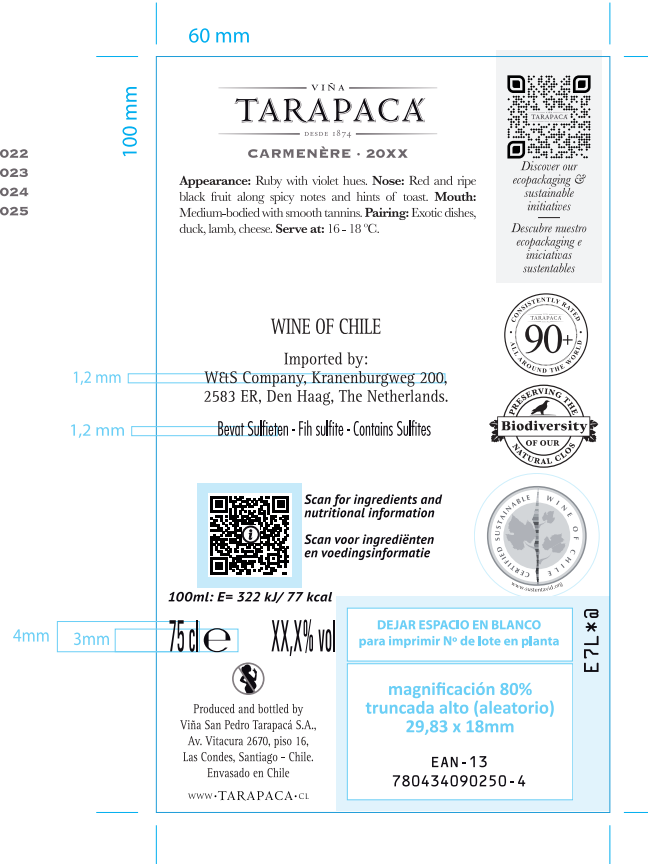 60 mm
100 mm
022
023
024
025
VIÑA
TARAPACÁ
DESDE 1874
CARMENÈRE · 20XX
Appearance: Ruby with violet hues. Nose: Red and ripe
black fruit along spicy notes and hints of toast. Mouth:
Medium-bodied with smooth tannins. Pairing: Exotic dishes,
duck, lamb, cheese. Serve at: 16 - 18 ºC.
TARAPACÁ
Discover our
ecopackaging &
sustainable
initiatives
Descubre nuestro
ecopackaging e
iniciativas
sustentables
WINE OF CHILE
Imported by:
W&S Company, Kranenburgweg 200,
2583 ER, Den Haag, The Netherlands.
1,2 mm
1,2 mm
Bevat Sulfieten - Fih sulfite - Contains Sulfites
CONSISTENTLY RATED
TARAPACÁ
90+
ALL AROUND THE WORLD
PRESERVING THE
Biodiversity
OF OUR
NATURAL CLOS
CERTIFIED SUSTAINABLE WINE OF CHILE
www.sustentavid.org
i
Scan for ingredients and
nutritional information
Scan voor ingrediënten
en voedingsinformatie
100ml: E= 322 kJ/ 77 kcal
4mm
3mm
75 cl e
XX,X% vol
Produced and bottled by
Viña San Pedro Tarapacá S.A.,
Av. Vitacura 2670, piso 16,
Las Condes, Santiago – Chile.
Envasado en Chile
WWW·TARAPACA·CL
DEJAR ESPACIO EN BLANCO
para imprimir Nº de lote en planta
E7L*a
magnificación 80%
truncada alto (aleatorio)
29,83 x 18mm
EAN-13
780434090250-4